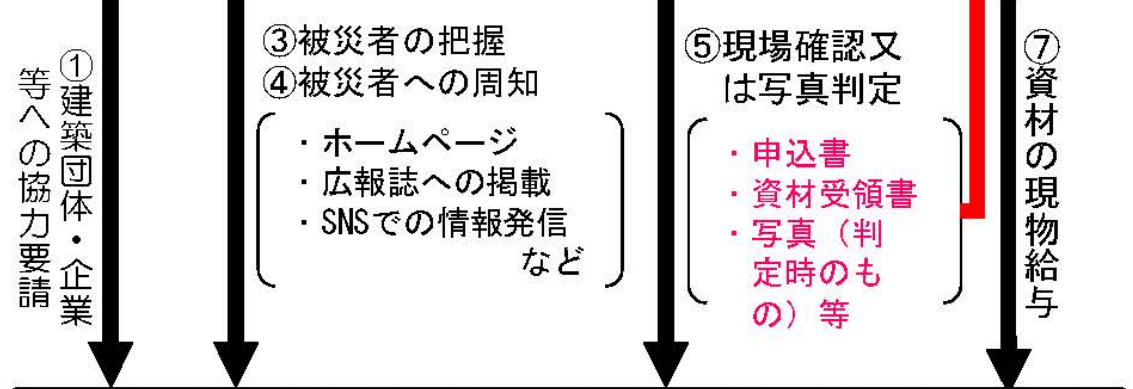 ①建築団体・企業
等への協力要請
③被災者の把握
④被災者への周知
・ホームページ
・広報誌への掲載
・SNSでの情報発信
など
⑤現場確認又
は写真判定
・申込書
・資材受領書
・写真（判
定時のも
の）等
⑦資材の現物給与